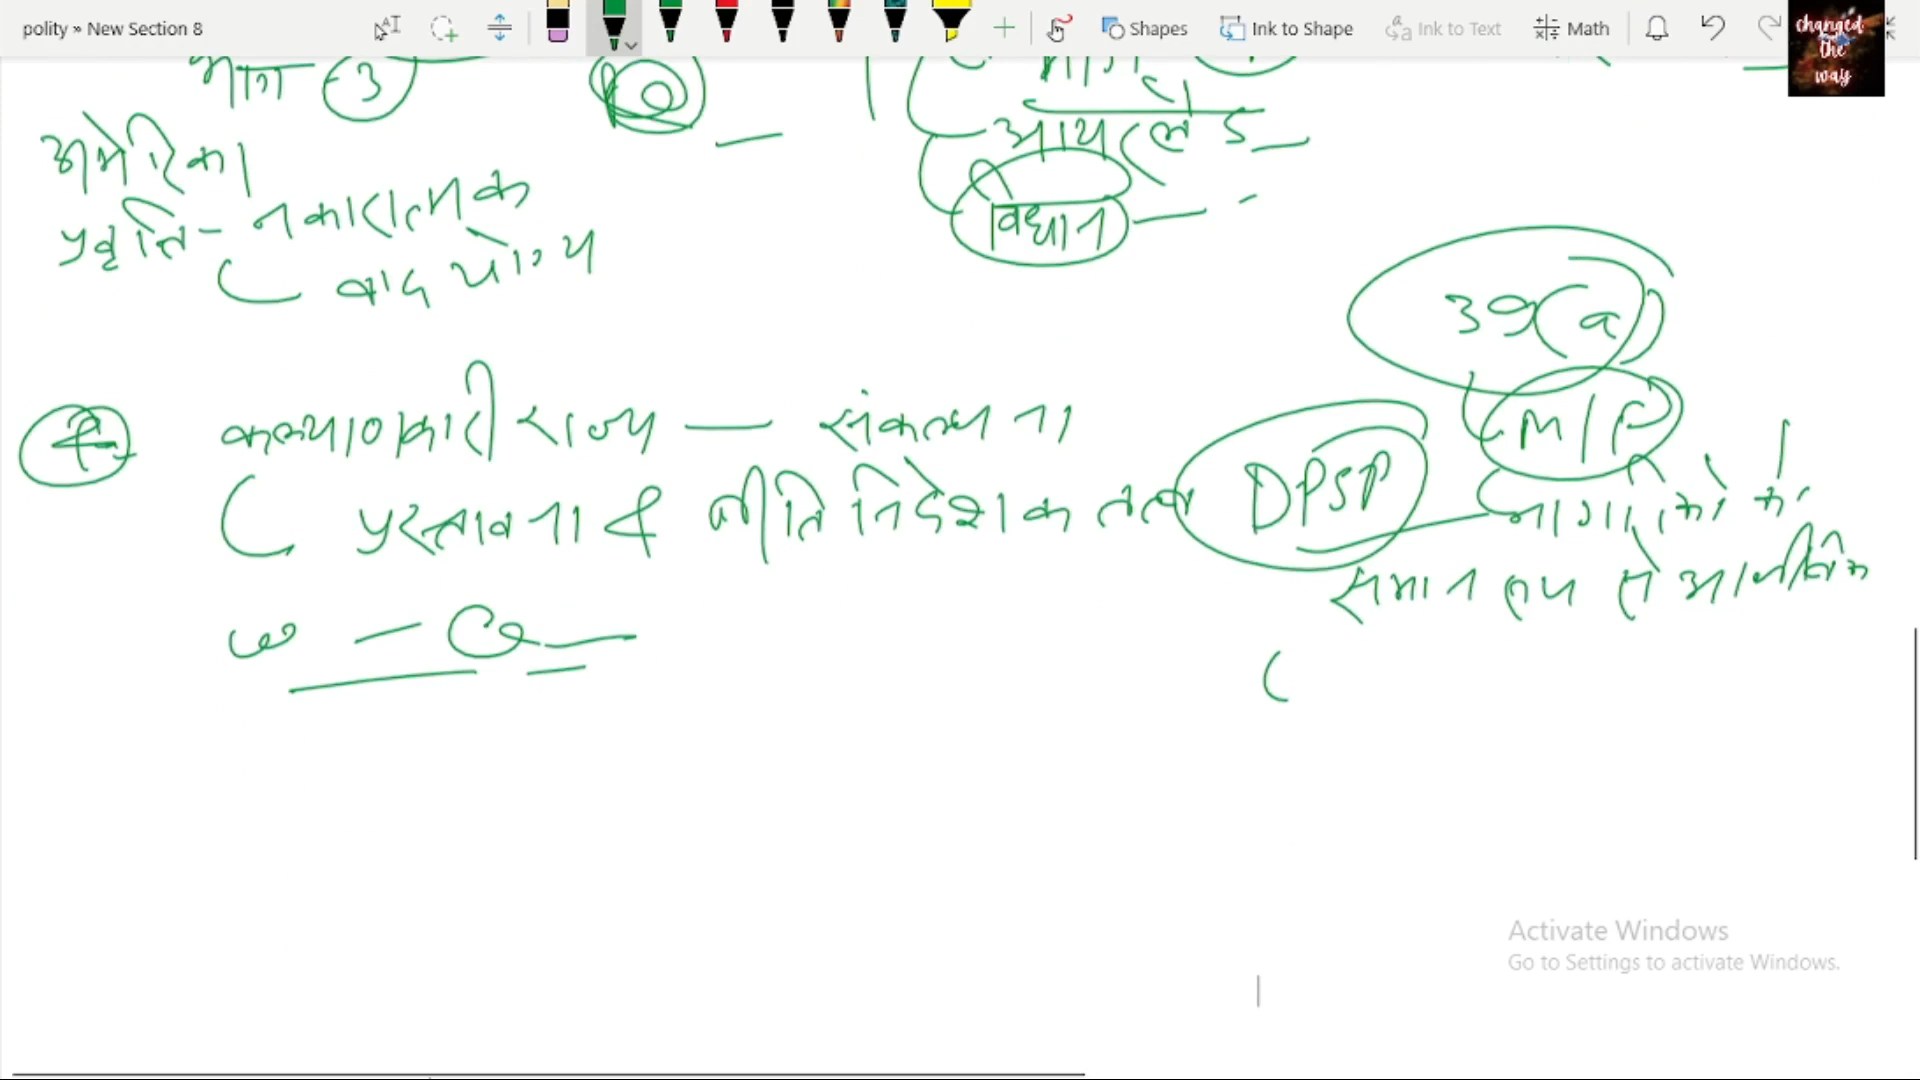 polity » New Section 8
Shapes
Ink to Shape
Ink to Text
Math
changed
the
way
भाग - 3
आयरलैंड
अमेरिका
प्रवृत्ति - नकारात्मक
वाद योग्य
विधान
39(a)
M/F
कल्याणकारी राज्य — संकल्पना
प्रस्तावना & नीति निदेशक तत्व
DPSP
नागरिकों को
समान रूप से आजीविका
Activate Windows
Go to Settings to activate Windows.